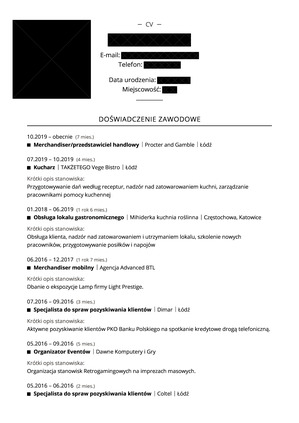 — CV —
E-mail:
Telefon:
Data urodzenia:
Miejscowość:
DOŚWIADCZENIE ZAWODOWE
10.2019 – obecnie (7 mies.)
Merchandiser/przedstawiciel handlowy | Procter and Gamble | Łódź
07.2019 – 10.2019 (4 mies.)
Kucharz | TAKŻETEGO Vege Bistro | Łódź
Krótki opis stanowiska:
Przygotowywanie dań według receptur, nadzór nad zatowarowaniem kuchni, zarządzanie
pracownikami pomocy kuchennej
01.2018 – 06.2019 (1 rok 6 mies.)
Obsługa lokalu gastronomicznego | Mihiderka kuchnia roślinna | Częstochowa, Katowice
Krótki opis stanowiska:
Obsługa klienta, nadzór nad zatowarowaniem i utrzymaniem lokalu, szkolenie nowych
pracowników, przygotowywanie posiłków i napojów
06.2016 – 12.2017 (1 rok 7 mies.)
Merchandiser mobilny | Agencja Advanced BTL
Krótki opis stanowiska:
Dbanie o ekspozycje Lamp firmy Light Prestige.
07.2016 – 09.2016 (3 mies.)
Specjalista do spraw pozyskiwania klientów | Dimar | Łódź
Krótki opis stanowiska:
Aktywne pozyskiwanie klientów PKO Banku Polskiego na spotkanie kredytowe drogą telefoniczną.
05.2016 – 09.2016 (5 mies.)
Organizator Eventów | Dawne Komputery i Gry
Krótki opis stanowiska:
Organizacja stanowisk Retrogamingowych na imprezach masowych.
05.2016 – 06.2016 (2 mies.)
Specjalista do spraw pozyskiwania klientów | Coltel | Łódź